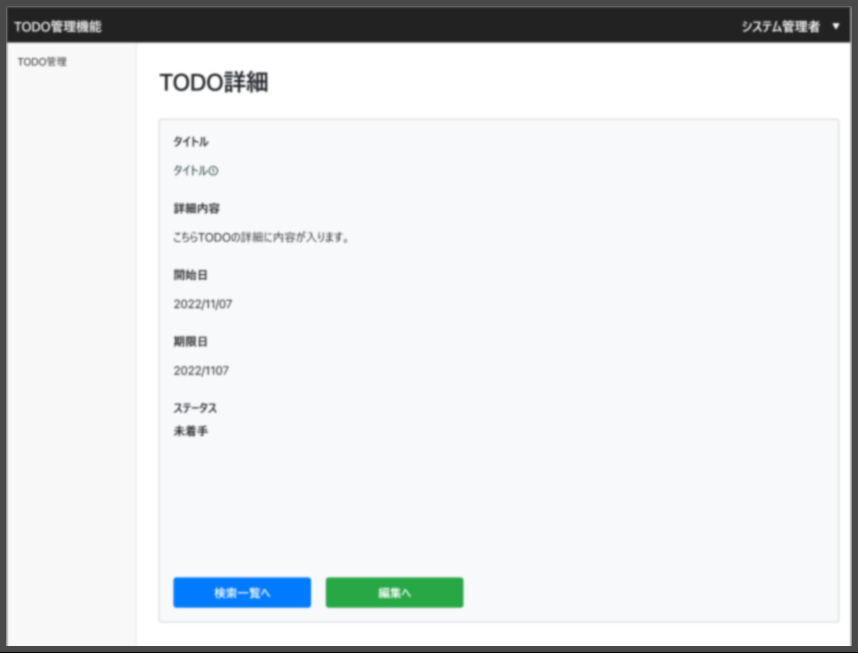 TODO管理機能
システム管理者 ▼
TODO管理
TODO詳細
タイトル
タイトル①
詳細内容
こちらTODOの詳細に内容が入ります。
開始日
2022/11/07
期限日
2022/1107
ステータス
未着手
検索一覧へ
編集へ